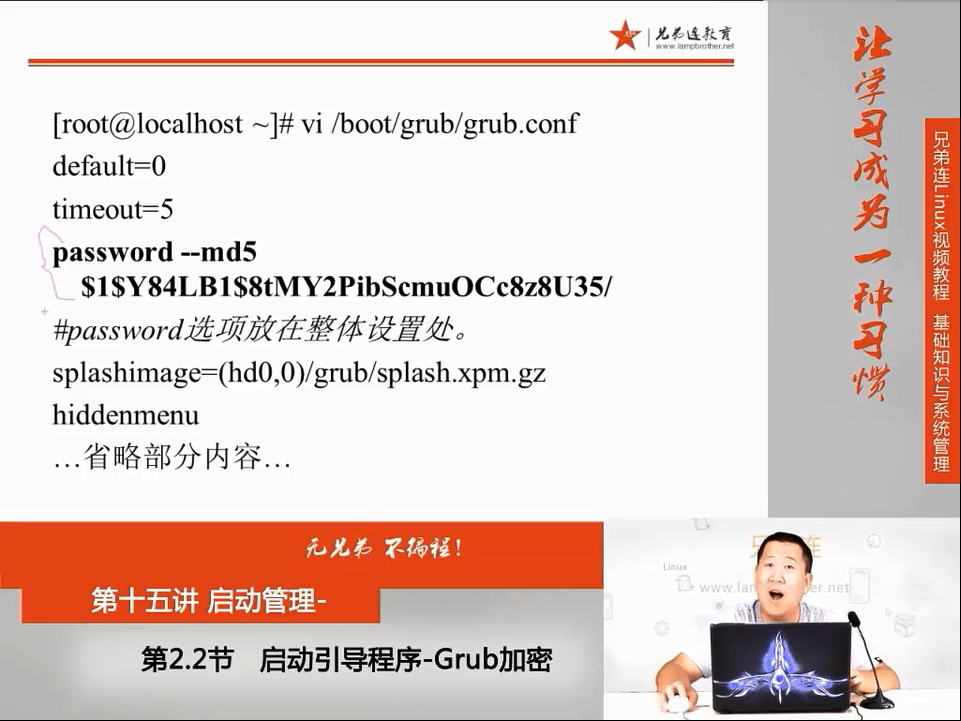 兄弟连教育
www.lampbrother.net
[root@localhost ~]# vi /boot/grub/grub.conf
default=0
timeout=5
password --md5
$1$Y84LB1$8tMY2PibScmuOCc8z8U35/
#password选项放在整体设置处。
splashimage=(hd0,0)/grub/splash.xpm.gz
hiddenmenu
…省略部分内容…
让学习成为一种习惯
兄弟连Linux视频教程 基础知识与系统管理
无兄弟 不编程！
第十五讲 启动管理-
第2.2节 启动引导程序-Grub加密
Linux